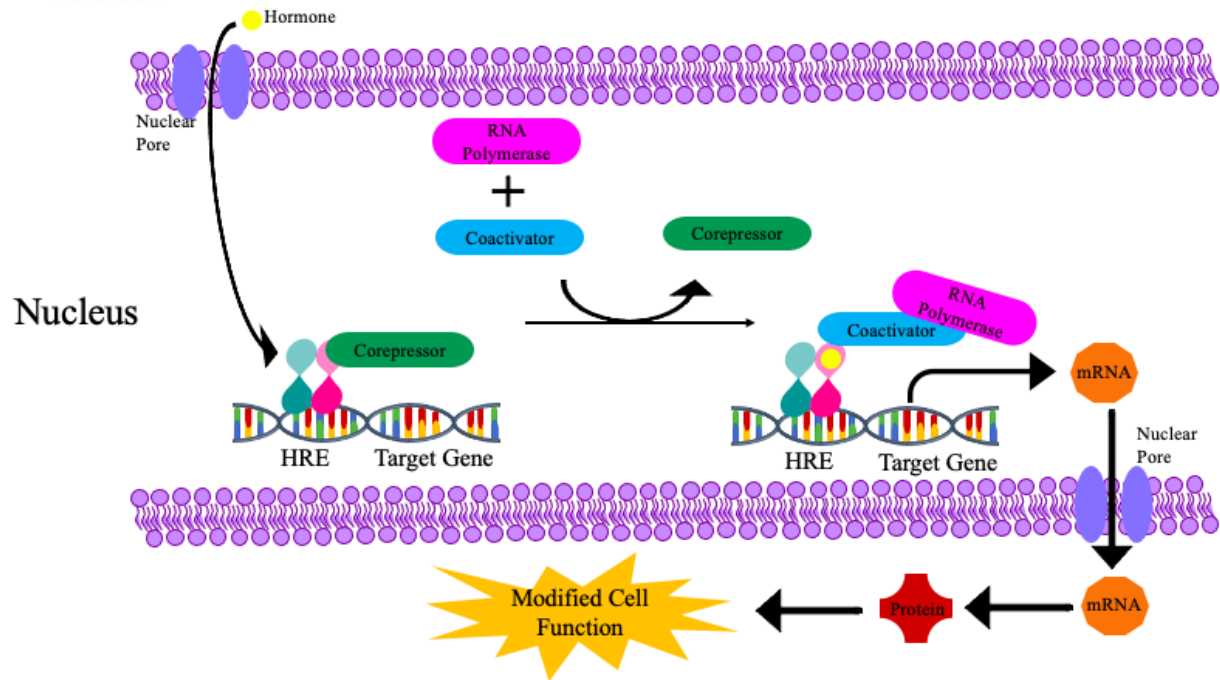 Hormone
Nuclear
Pore
RNA
Polymerase
+
Coactivator
Corepressor
Nucleus
Corepressor
HRE
Target Gene
RNA
Polymerase
Coactivator
mRNA
HRE
Target Gene
Nuclear
Pore
Modified Cell
Function
Protein
mRNA